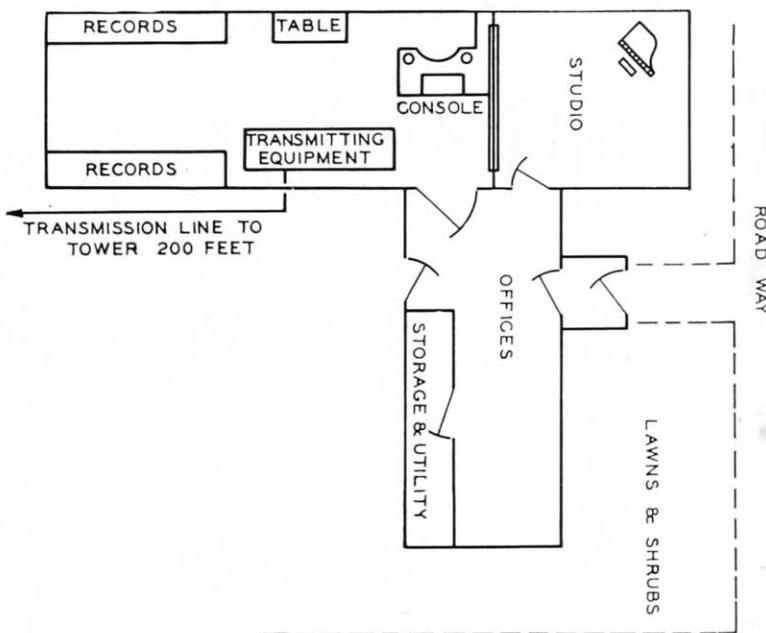 RECORDS
TABLE
CONSOLE
STUDIO
TRANSMITTING
EQUIPMENT
RECORDS
TRANSMISSION LINE TO
TOWER 200 FEET
OFFICES
ROAD WAY
STORAGE & UTILITY
LAWNS & SHRUBS